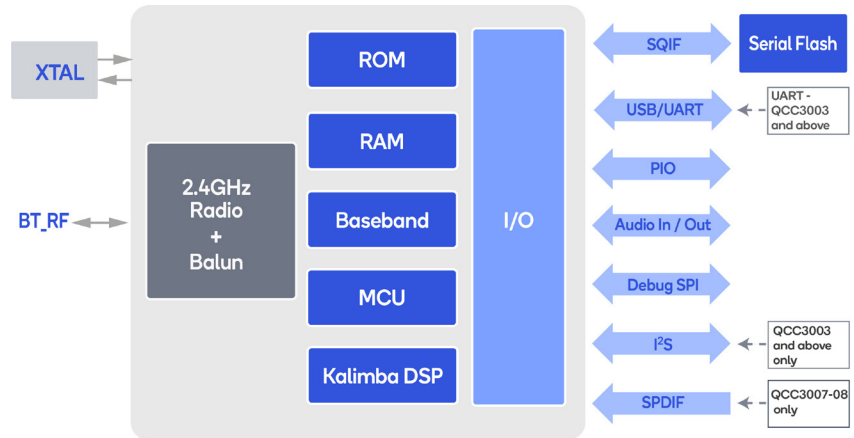 XTAL
BT_RF
2.4GHz
Radio
+
Balun
ROM
RAM
Baseband
MCU
Kalimba DSP
I/O
SQIF
Serial Flash
USB/UART
UART -
QCC3003
and above
PIO
Audio In / Out
Debug SPI
I²S
QCC3003
and above
only
SPDIF
QCC3007-08
only